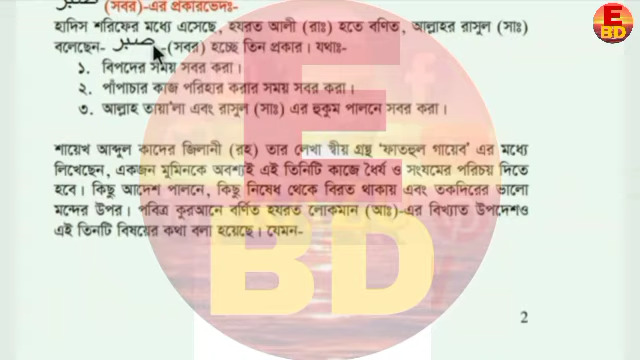 صبر (সবর)-এর প্রকারভেদঃ
হাদিস শরিফের মধ্যে এসেছে, হযরত আলী (রাঃ) হতে বণিত, আল্লাহর রাসুল (সাঃ)
বলেছেন- صبر (সবর) হচ্ছে তিন প্রকার। যথাঃ-
১. বিপদের সময় সবর করা।
২. পাঁপাচার কাজ পরিহার করার সময় সবর করা।
৩. আল্লাহ তায়া'লা এবং রাসুল (সাঃ) এর হুকুম পালনে সবর করা।
শায়েখ আব্দুল কাদের জিলানী (রহ) তার লেখা স্বীয় গ্রন্থ 'ফাতহুল গায়েব' এর মধ্যে
লিখেছেন, একজন মুমিনকে অবশ্যই এই তিনিটি কাজে ধৈর্য ও সংযমের পরিচয় দিতে
হবে। কিছু আদেশ পালনে, কিছু নিষেধ থেকে বিরত থাকায় এবং তকদিরের ভালো
মন্দের উপর। পবিত্র কুরআনে বর্ণিত হযরত লোকমান (আঃ)-এর বিখ্যাত উপদেশও
এই তিনটি বিষয়ের কথা বলা হয়েছে। যেমন-
2
E
BD
E
BD